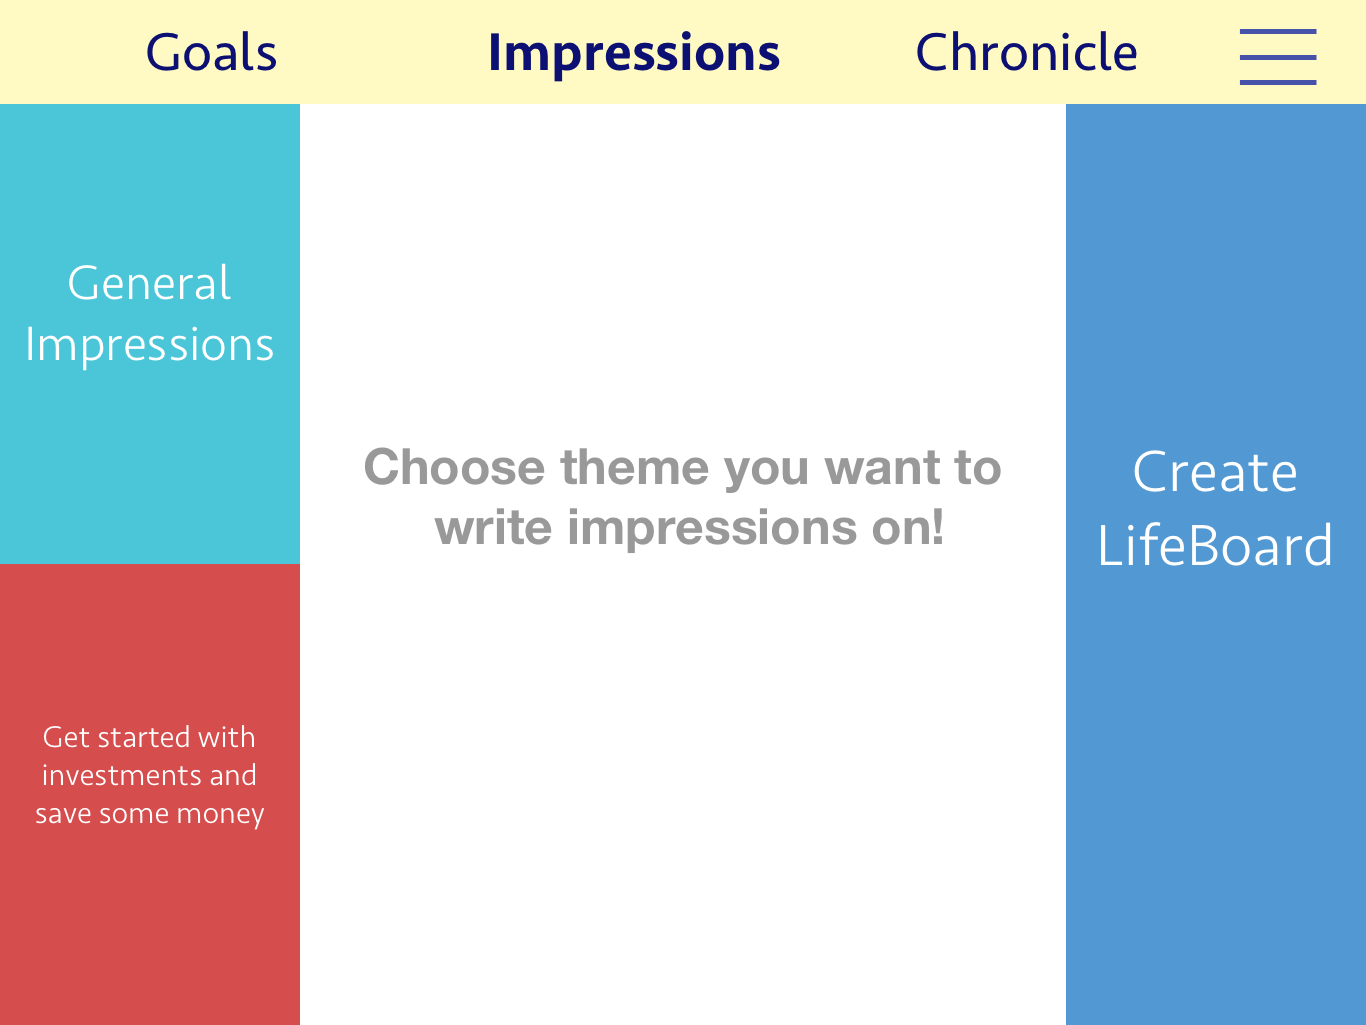 Goals
Impressions
Chronicle
General
Impressions
Get started with
investments and
save some money
Choose theme you want to
write impressions on!
Create
LifeBoard